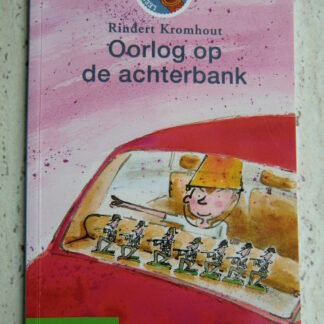 Rindert Kromhout
Oorlog op
de achterbank